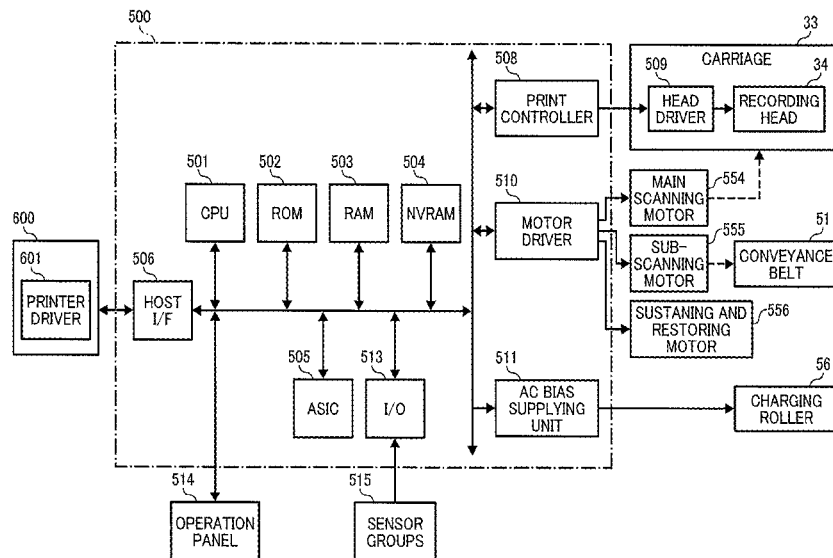 500
33
CARRIAGE
508
PRINT
CONTROLLER
509
HEAD
DRIVER
34
RECORDING
HEAD
501
CPU
502
ROM
503
RAM
504
NVRAM
510
MOTOR
DRIVER
MAIN
SCANNING
MOTOR
554
SUB-
SCANNING
MOTOR
555
51
CONVEYANCE
BELT
600
601
PRINTER
DRIVER
506
HOST
I/F
SUSTANING AND
RESTORING
MOTOR
556
505
ASIC
513
I/O
511
AC BIAS
SUPPLYING
UNIT
56
CHARGING
ROLLER
514
OPERATION
PANEL
515
SENSOR
GROUPS